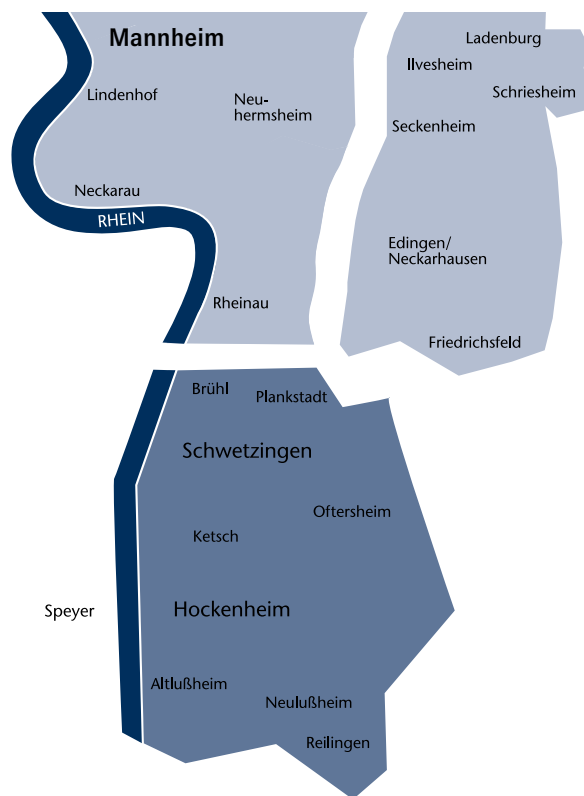 Mannheim
Ladenburg
Ilvesheim
Schriesheim
Lindenhof
Neu-
hermsheim
Seckenheim
Neckarau
RHEIN
Edingen/
Neckarhausen
Rheinau
Friedrichsfeld
Brühl
Plankstadt
Schwetzingen
Oftersheim
Ketsch
Speyer
Hockenheim
Altlußheim
Neulußheim
Reilingen